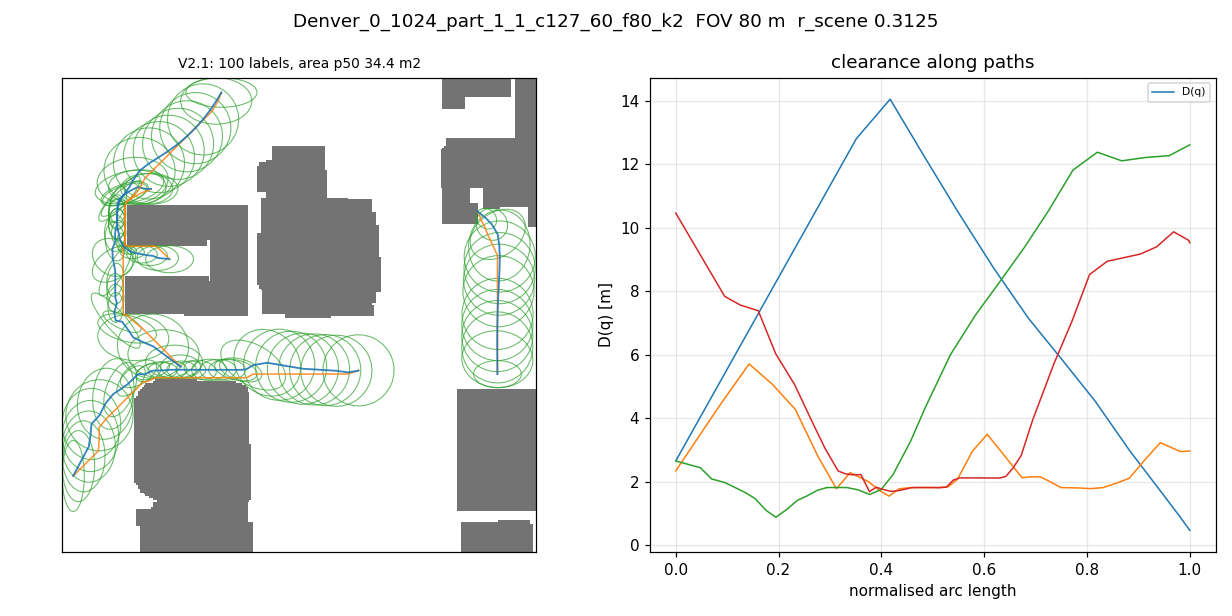 Denver_0_1024_part_1_1_c127_60_f80_k2  FOV 80 m  r_scene 0.3125
V2.1: 100 labels, area p50 34.4 m2
clearance along paths
D(q)
14
12
10
8
6
4
2
0
D(q) [m]
0.0 0.2 0.4 0.6 0.8 1.0
normalised arc length